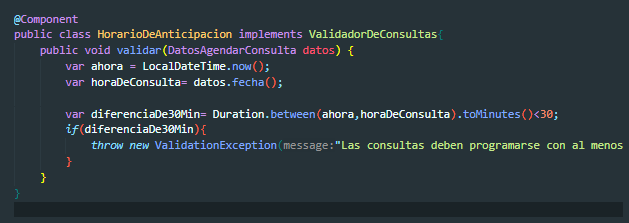 @Component
public class HorarioDeAnticipacion implements ValidadorDeConsultas{
public void validar(DatosAgendarConsulta datos) {
var ahora = LocalDateTime.now();
var horaDeConsulta= datos.fecha();
var diferenciaDe30Min= Duration.between(ahora,horaDeConsulta).toMinutes()<30;
if(diferenciaDe30Min){
throw new ValidationException(message:"Las consultas deben programarse con al menos
}
}
}